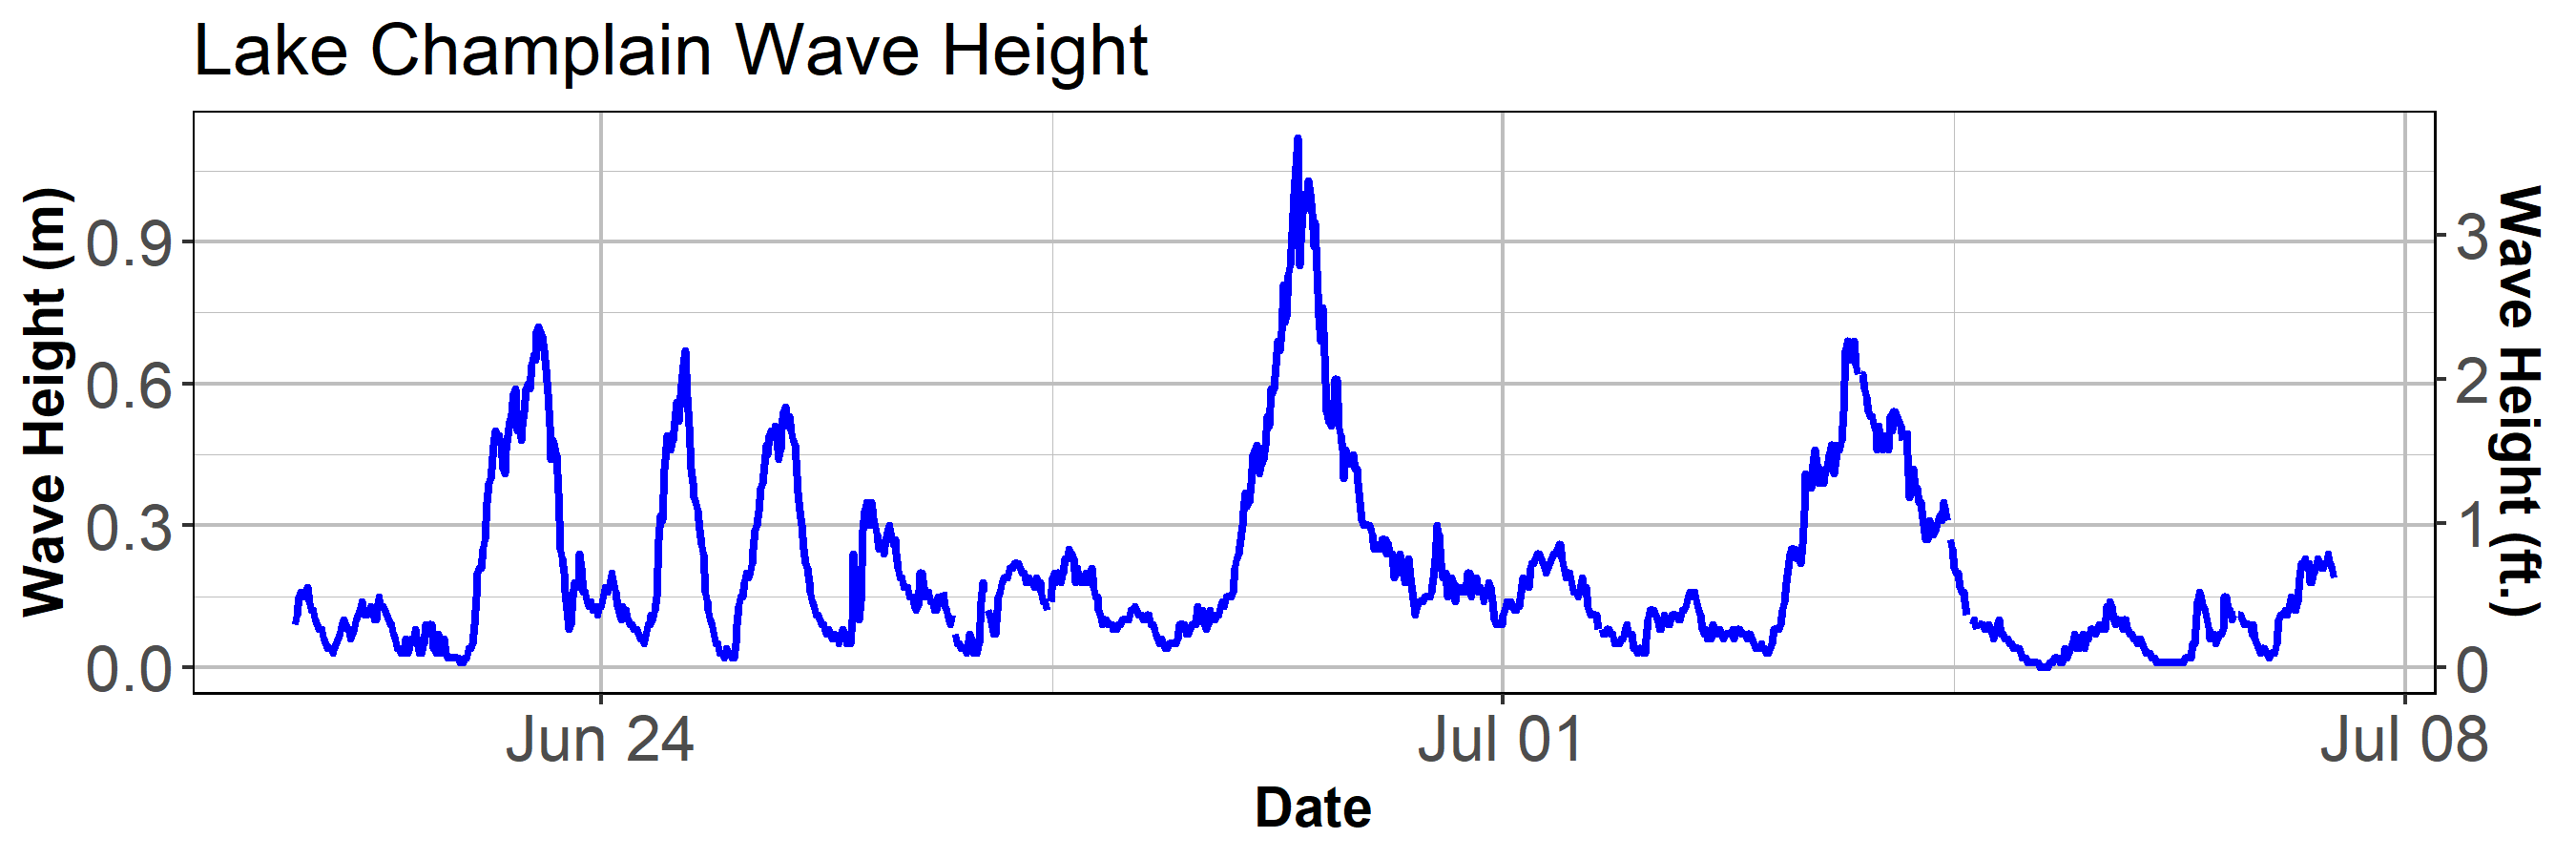 Lake Champlain Wave Height
Wave Height (m)
0.9
0.6
0.3
0.0
Wave Height (ft.)
3
2
1
0
Jun 24
Jul 01
Jul 08
Date